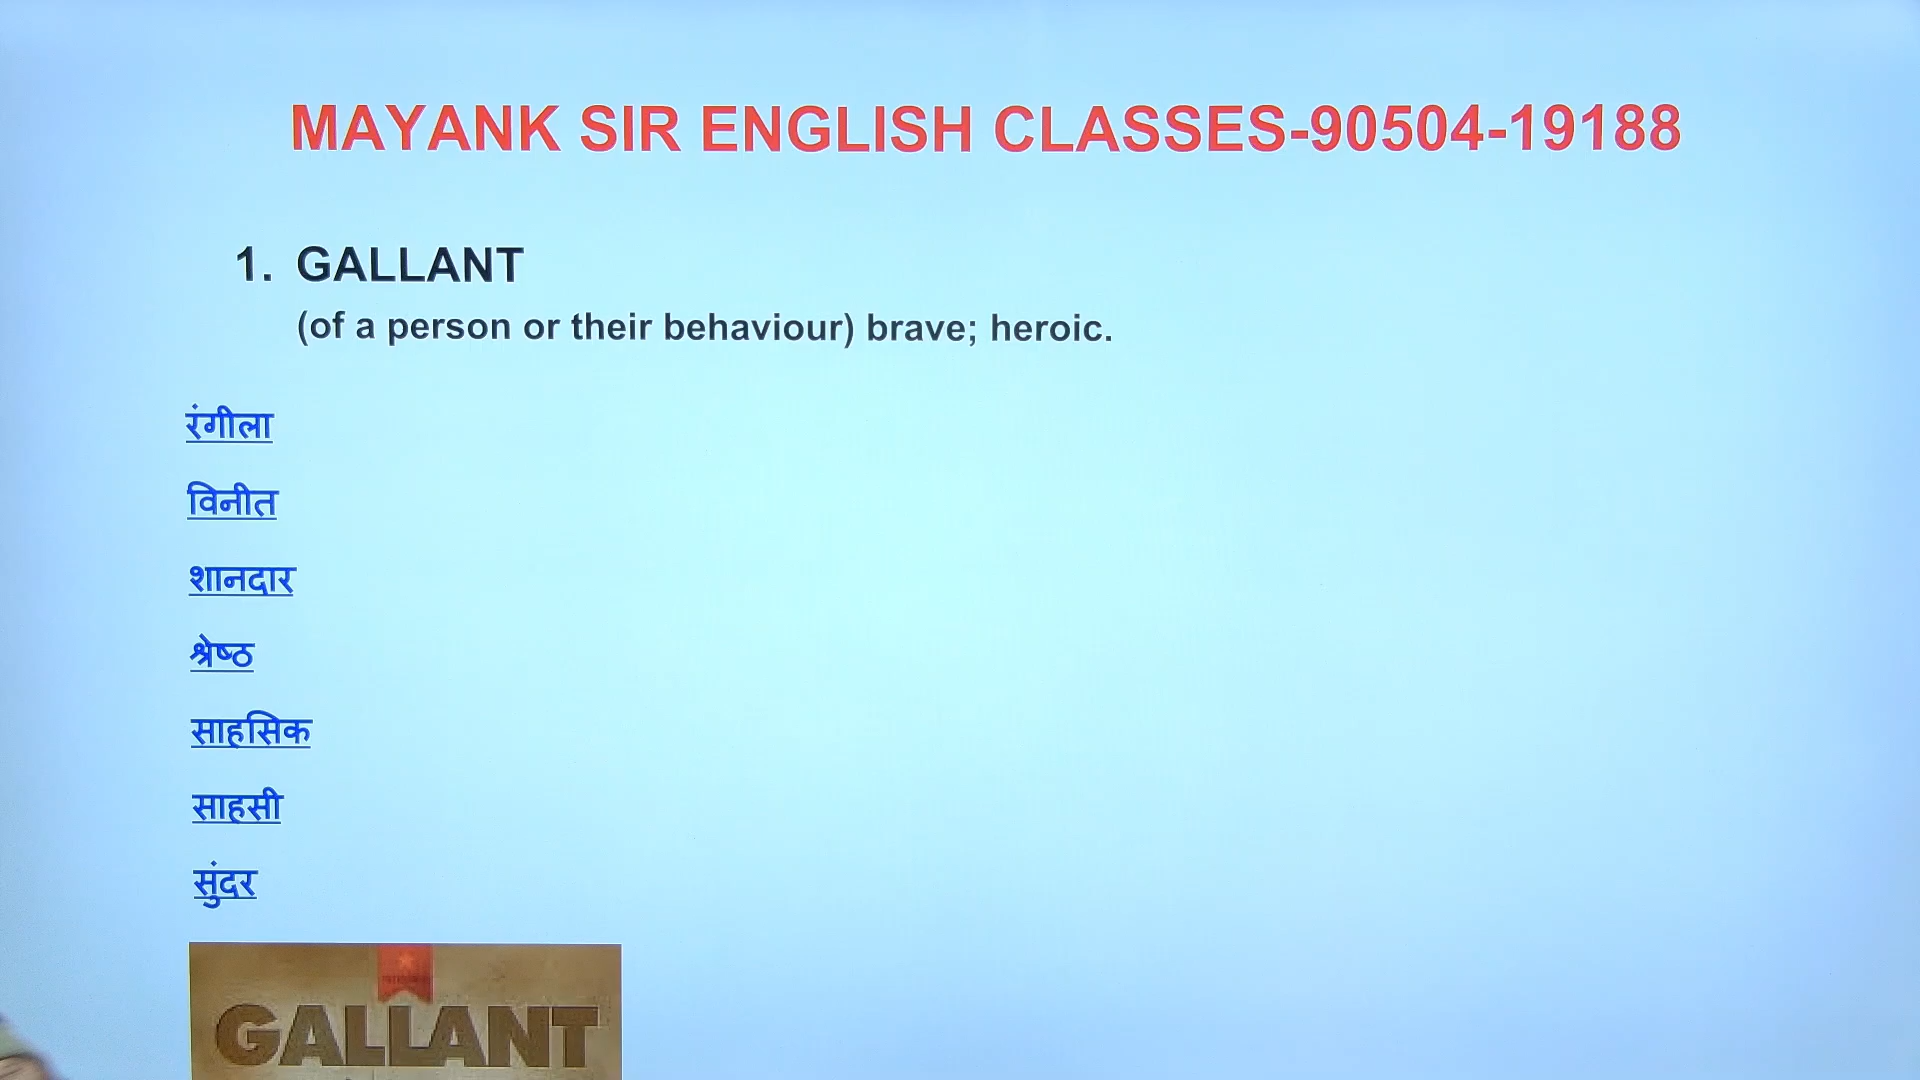 MAYANK SIR ENGLISH CLASSES-90504-19188
1. GALLANT
(of a person or their behaviour) brave; heroic.
रंगीला
विनीत
शानदार
श्रेष्ठ
साहसिक
साहसी
सुंदर
GALLANT